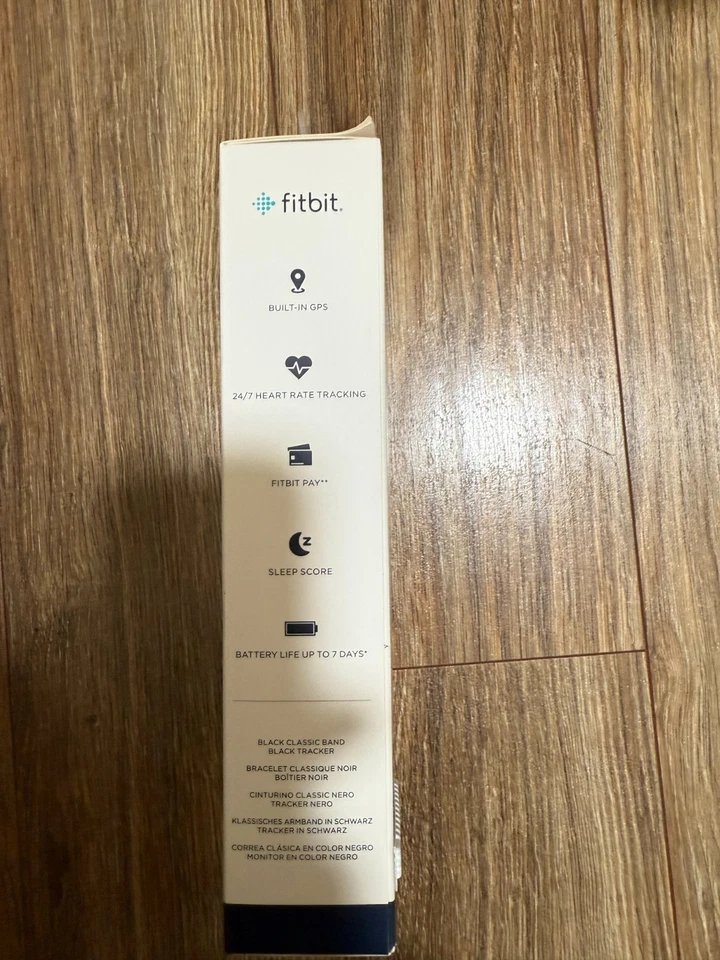 fitbit.
BUILT-IN GPS
24/7 HEART RATE TRACKING
FITBIT PAY**
Z
SLEEP SCORE
BATTERY LIFE UP TO 7 DAYS*
BLACK CLASSIC BAND
BLACK TRACKER
BRACELET CLASSIQUE NOIR
BOÎTIER NOIR
CINTURINO CLASSIC NERO
TRACKER NERO
KLASSISCHES ARMBAND IN SCHWARZ
TRACKER IN SCHWARZ
CORREA CLÁSICA EN COLOR NEGRO
MONITOR EN COLOR NEGRO